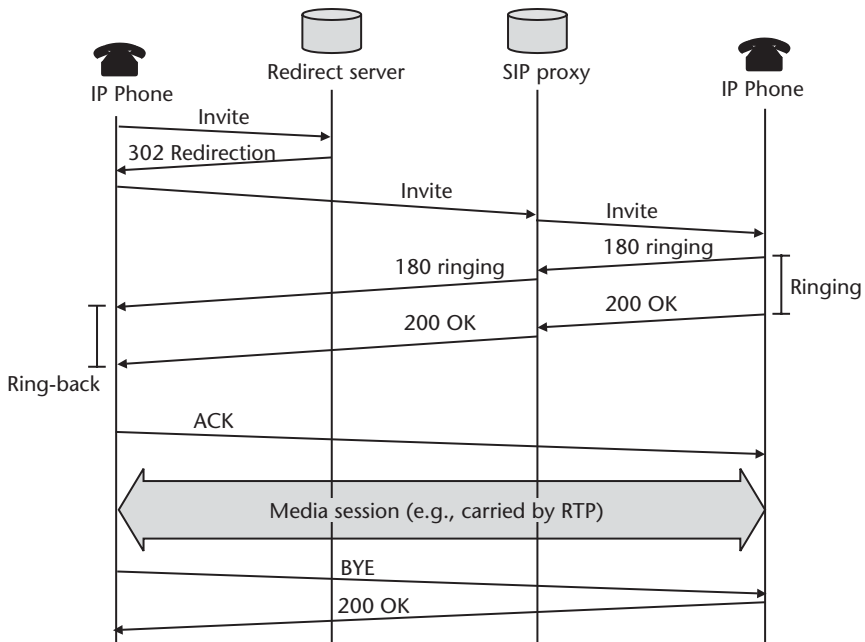 IP Phone
Redirect server
SIP proxy
IP Phone
Invite
302 Redirection
Invite
Invite
180 ringing
180 ringing
Ringing
200 OK
200 OK
Ring-back
ACK
Media session (e.g., carried by RTP)
BYE
200 OK